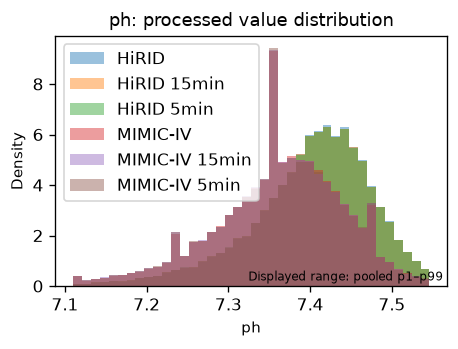 ph: processed value distribution
HiRID
HiRID 15min
HiRID 5min
MIMIC-IV
MIMIC-IV 15min
MIMIC-IV 5min
Density
8
6
4
2
0
Displayed range: pooled p1–p99
7.1 7.2 7.3 7.4 7.5
ph